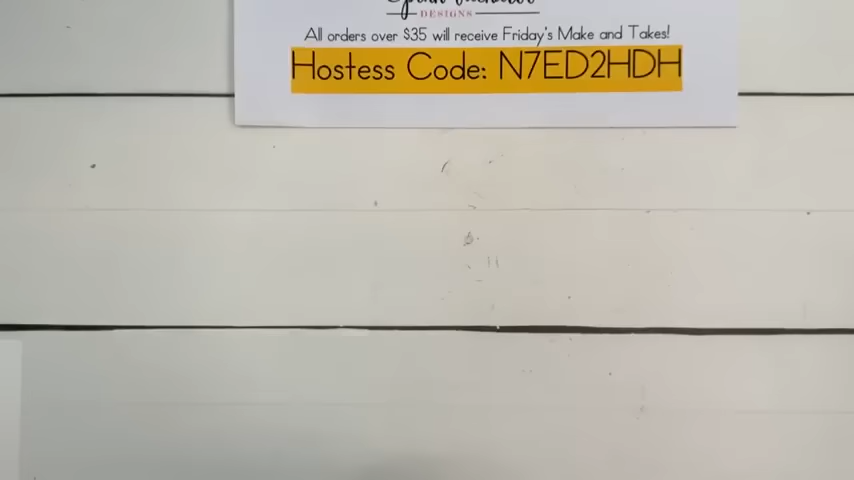 DESIGNS
All orders over $35 will receive Friday's Make and Takes!
Hostess Code: N7ED2HDH